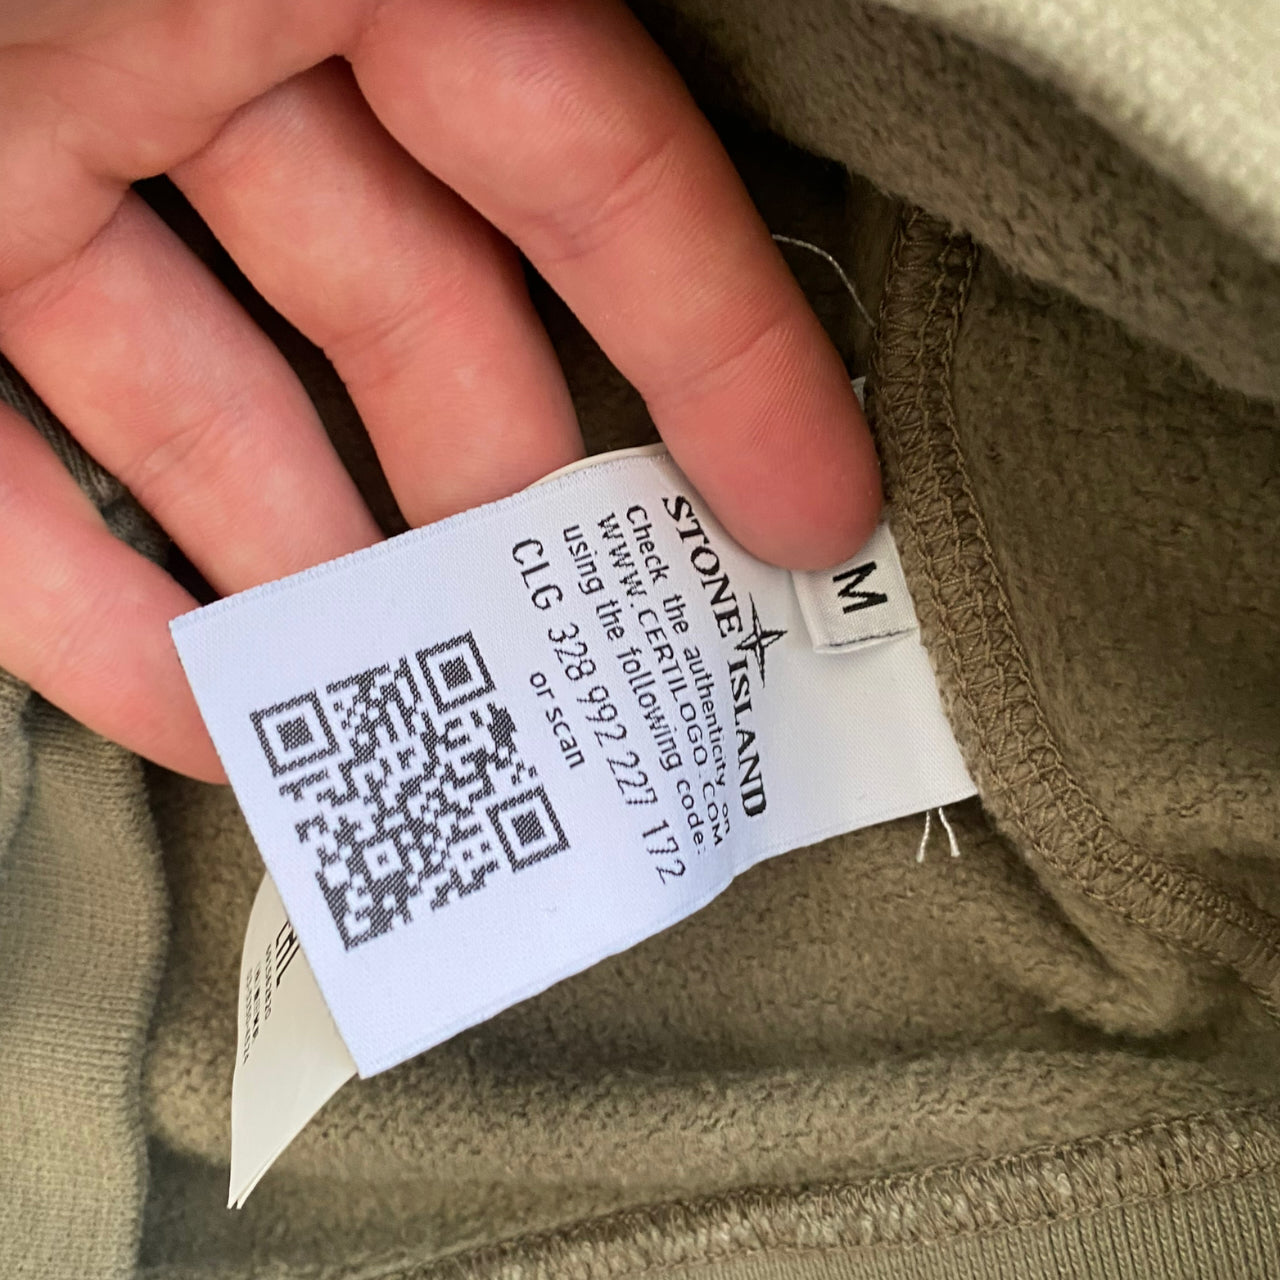 STONE ISLAND
Check the authenticity on
WWW.CERTILOGO.COM
using the following code:
CLG 328 992 227 172
or scan
M